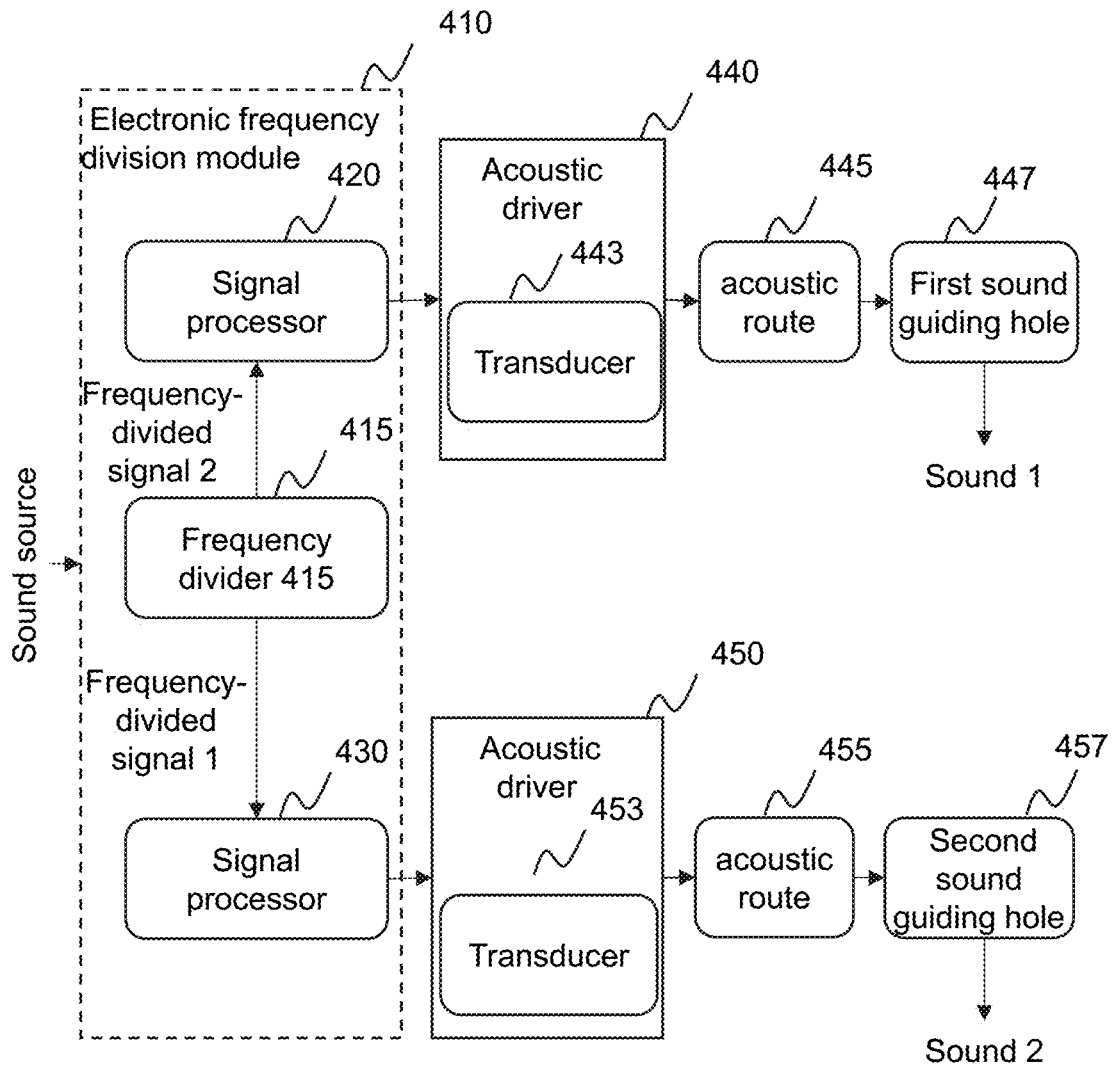 410
Electronic frequency
division module
420
Signal
processor
Frequency-
divided
signal 2
415
Frequency
divider 415
Sound source
Frequency-
divided
signal 1
430
Signal
processor
440
Acoustic
driver
443
Transducer
445
acoustic
route
447
First sound
guiding hole
Sound 1
450
Acoustic
driver
453
Transducer
455
acoustic
route
457
Second
sound
guiding hole
Sound 2